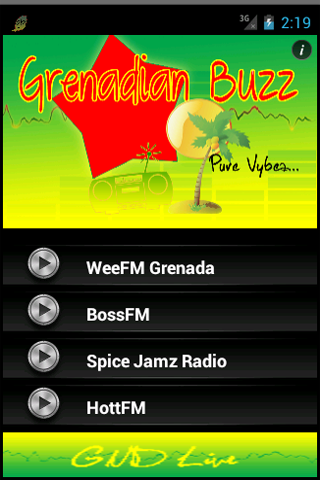 3G 2:19
Grenadian Buzz
Pure Vybez..
WeeFM Grenada
BossFM
Spice Jamz Radio
HottFM
GND Live